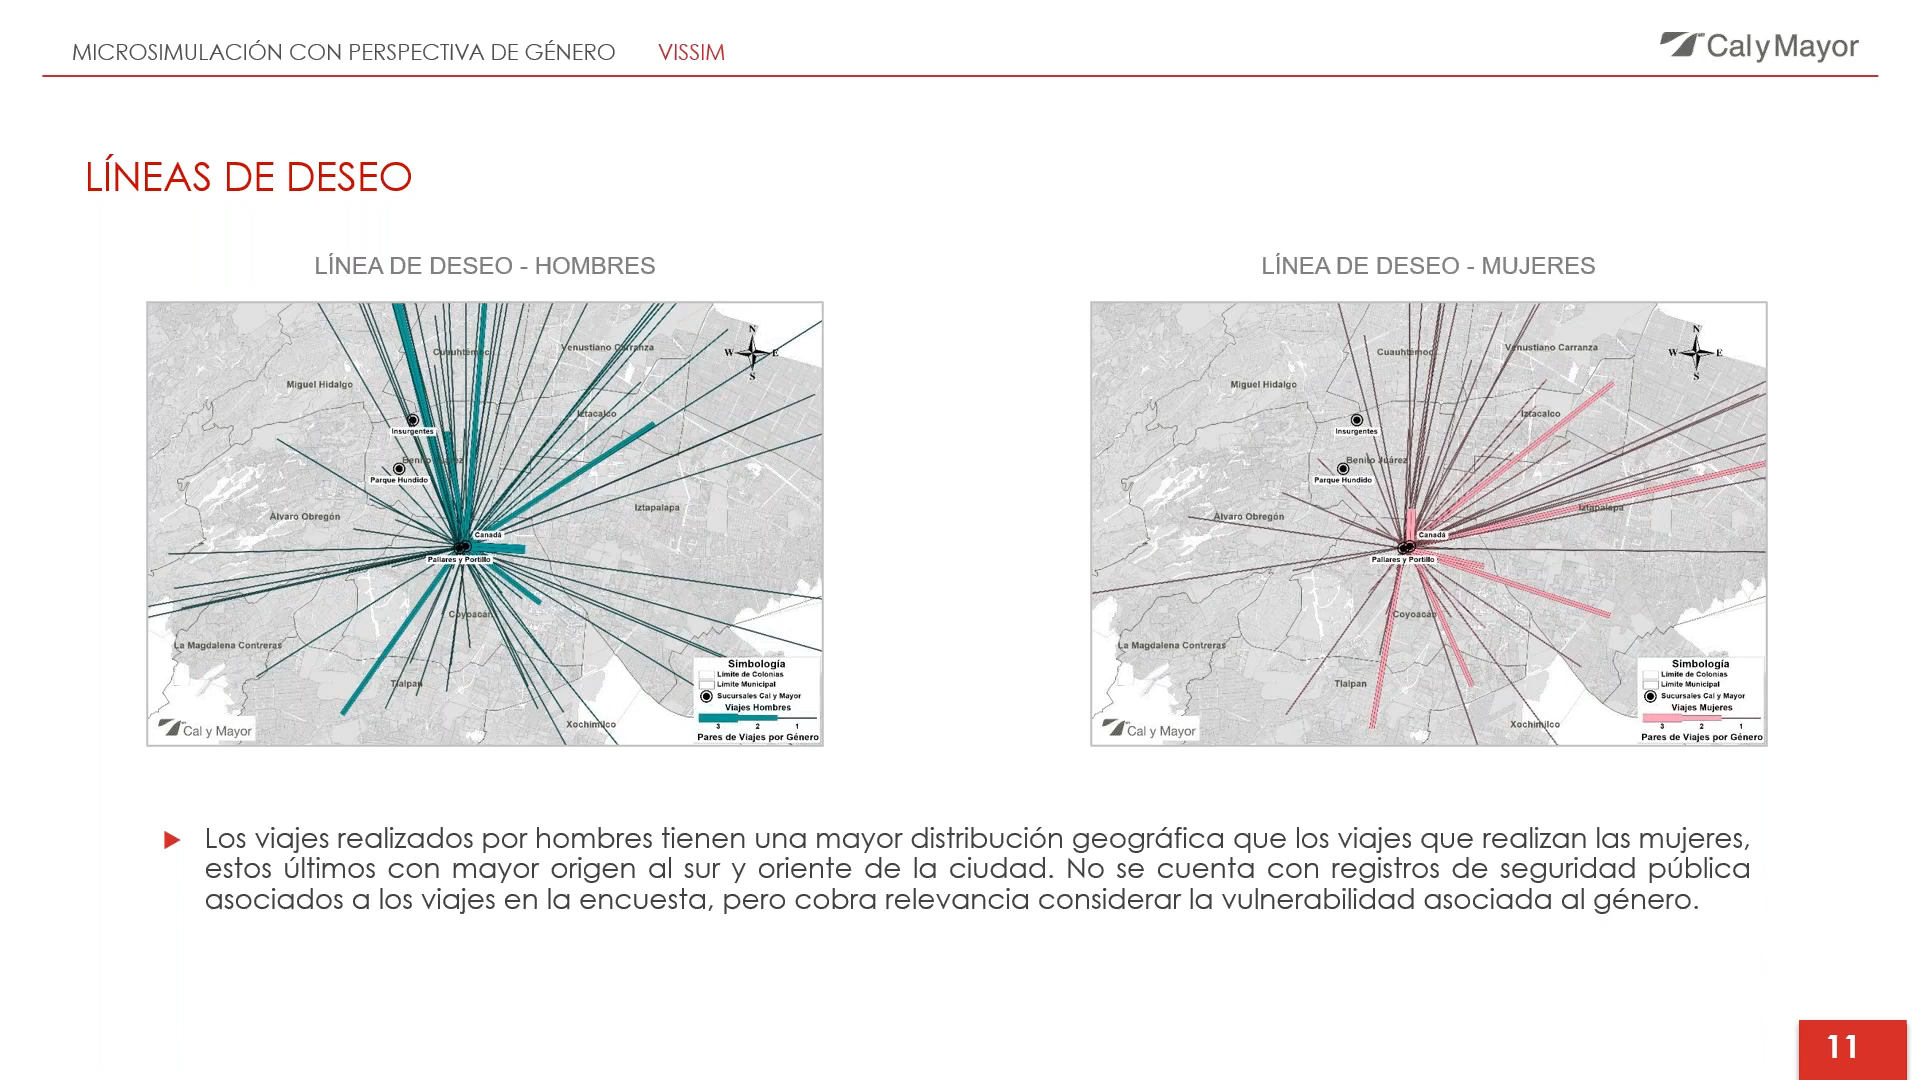 MICROSIMULACIÓN CON PERSPECTIVA DE GÉNERO VISSIM
Cal y Mayor
LÍNEAS DE DESEO
LÍNEA DE DESEO - HOMBRES
N
W E
S
Cuauhtémoc
Venustiano Carranza
Miguel Hidalgo
Iztacalco
Insurgentes
Benito Juárez
Parque Hundido
Iztapalapa
Álvaro Obregón
Canadá
Pallares y Portillo
Coyoacán
La Magdalena Contreras
Tlalpan
Xochimilco
Cal y Mayor
Simbología
Límite de Colonias
Límite Municipal
Sucursales Cal y Mayor
Viajes Hombres
3 2 1
Pares de Viajes por Género
LÍNEA DE DESEO - MUJERES
N
W E
S
Cuauhtémoc
Venustiano Carranza
Miguel Hidalgo
Iztacalco
Insurgentes
Benito Juárez
Parque Hundido
Iztapalapa
Álvaro Obregón
Canadá
Pallares y Portillo
Coyoacán
La Magdalena Contreras
Tlalpan
Xochimilco
Cal y Mayor
Simbología
Límite de Colonias
Límite Municipal
Sucursales Cal y Mayor
Viajes Mujeres
3 2 1
Pares de Viajes por Género
Los viajes realizados por hombres tienen una mayor distribución geográfica que los viajes que realizan las mujeres,
estos últimos con mayor origen al sur y oriente de la ciudad. No se cuenta con registros de seguridad pública
asociados a los viajes en la encuesta, pero cobra relevancia considerar la vulnerabilidad asociada al género.
11